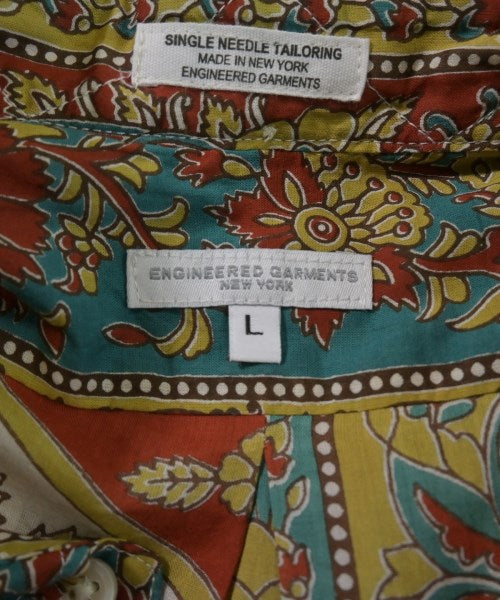 SINGLE NEEDLE TAILORING
MADE IN NEW YORK
ENGINEERED GARMENTS
ENGINEERED GARMENTS
NEW YORK
L